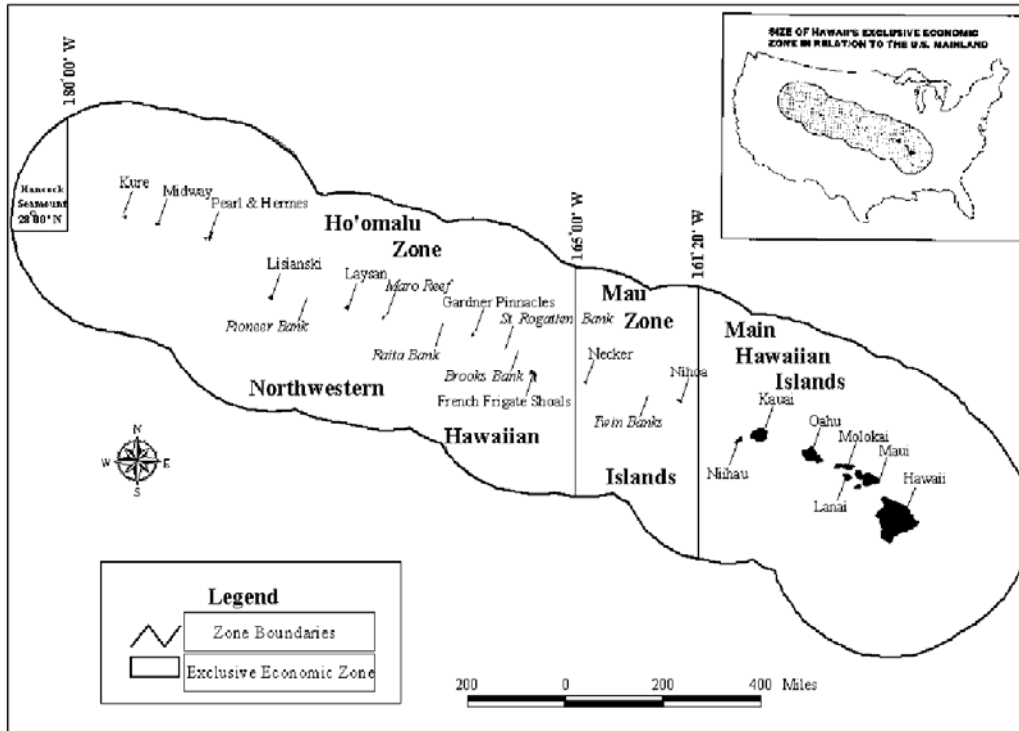 SIZE OF HAWAII'S EXCLUSIVE ECONOMIC
ZONE IN RELATION TO THE U.S. MAINLAND
180°00' W
Hancock
Seamount
28°00' N
Kure
Midway
Pearl & Hermes
Ho'omalu
Zone
Lisianski
Laysan
Maro Reef
Pioneer Bank
Gardner Pinnacles
St Rogatien Bank
Raita Bank
Brooks Bank
French Frigate Shoals
Northwestern
Hawaiian
Islands
165°00' W
Mau
Zone
Necker
Nihoa
Twin Banks
161°20' W
Main
Hawaiian
Islands
Kauai
Niihau
Oahu
Molokai
Maui
Lanai
Hawaii
N
W
E
S
Legend
Zone Boundaries
Exclusive Economic Zone
200 0 200 400 Miles